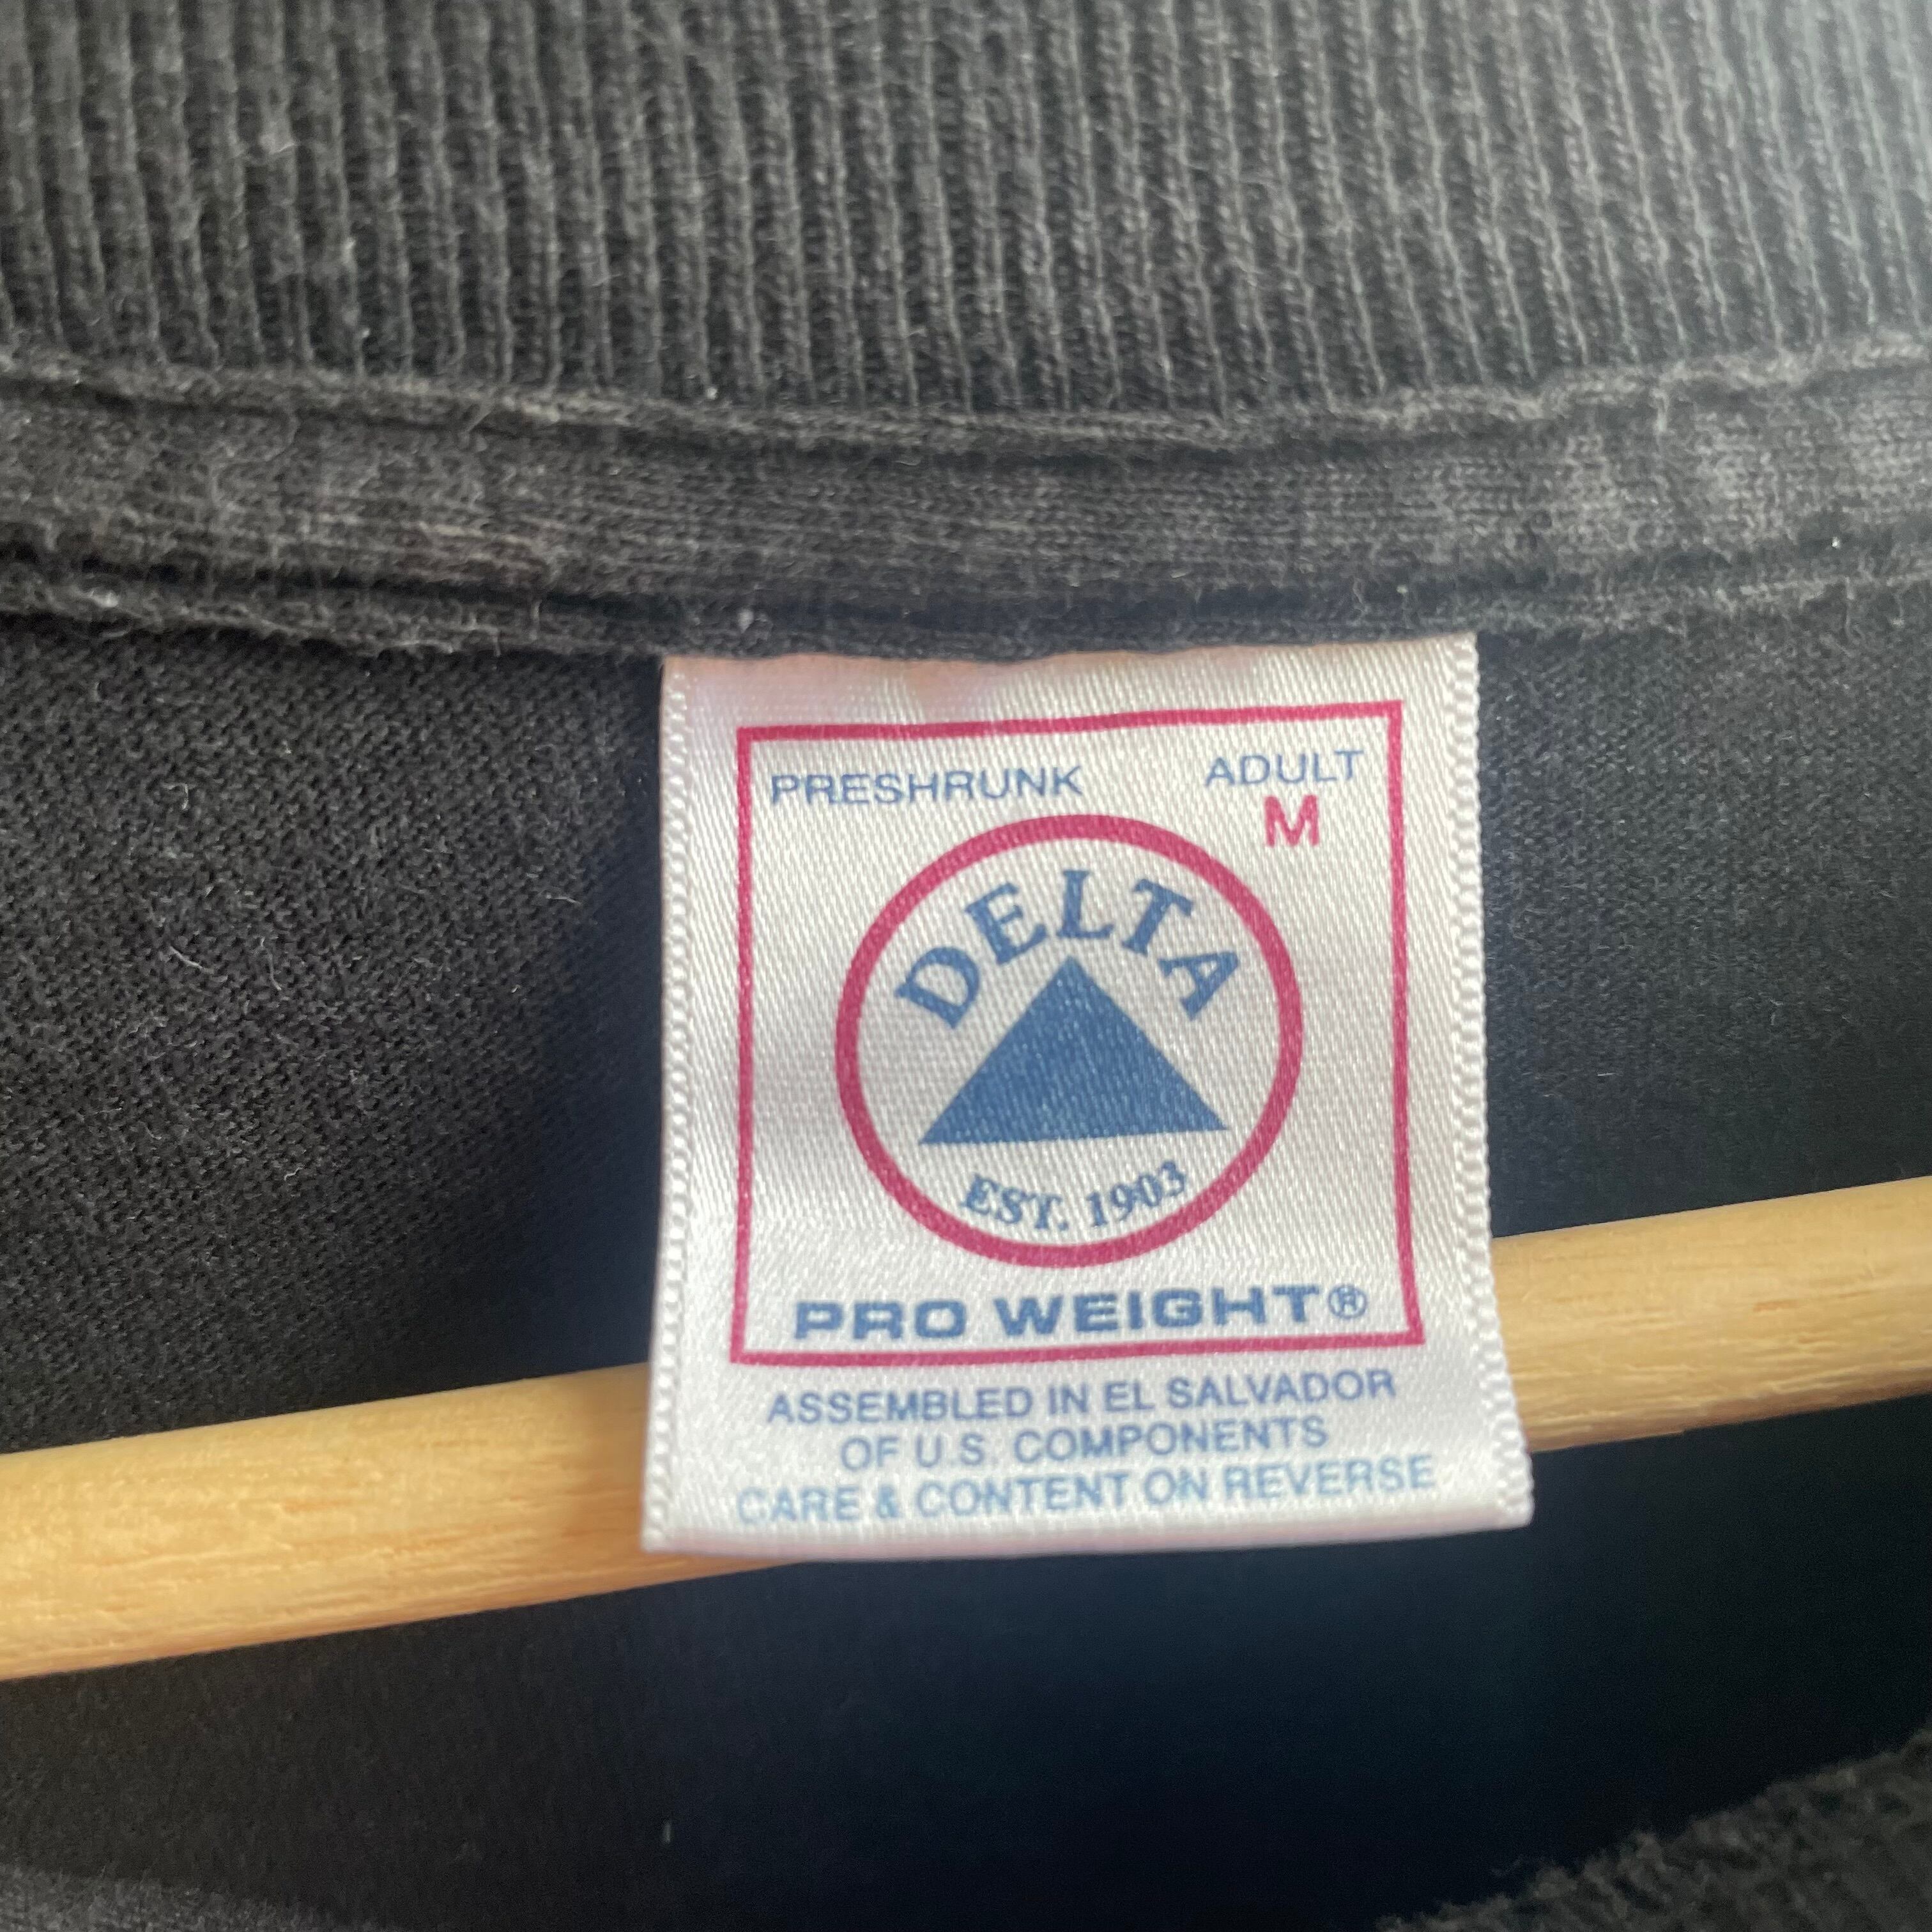 PRESHRUNK ADULT
M
DELTA
EST. 1903
PRO WEIGHT®
ASSEMBLED IN EL SALVADOR
OF U.S. COMPONENTS
CARE & CONTENT ON REVERSE